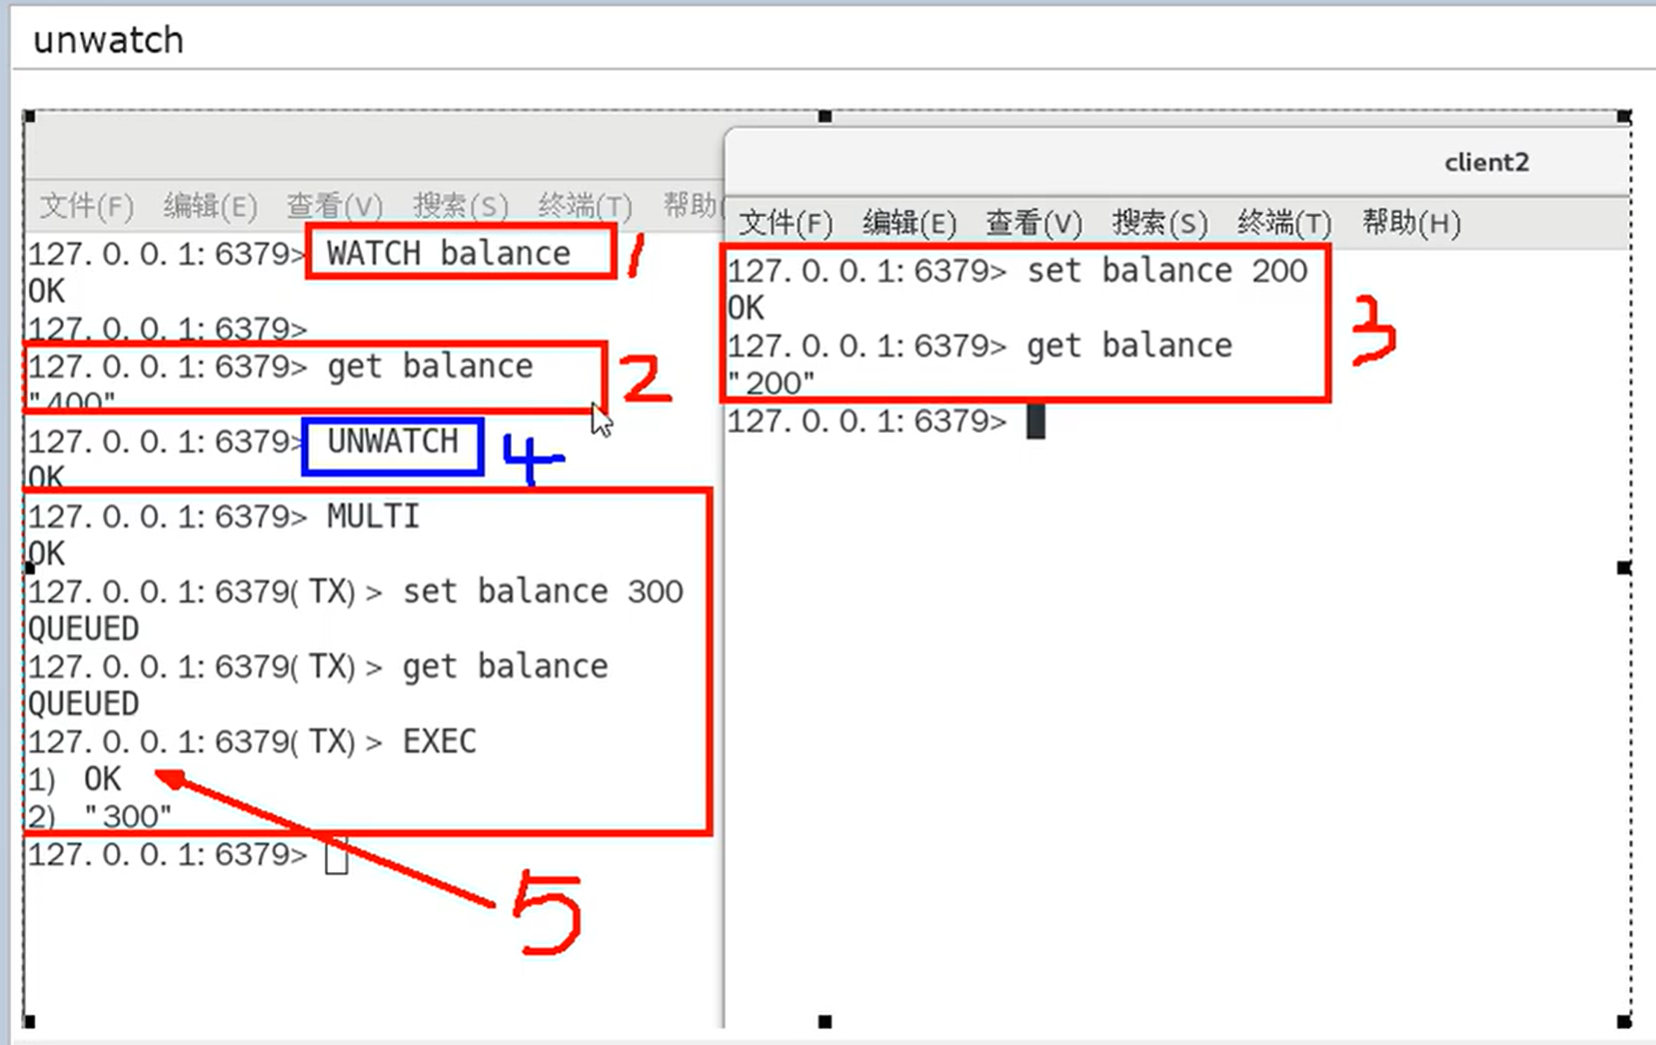 unwatch
文件(F) 编辑(E) 查看(V) 搜索(S) 终端(T) 帮助(
127.0.0.1:6379> WATCH balance
1
OK
127.0.0.1:6379>
127.0.0.1:6379> get balance
2
"400"
127.0.0.1:6379> UNWATCH
4
OK
127.0.0.1:6379> MULTI
OK
127.0.0.1:6379(TX)> set balance 300
QUEUED
127.0.0.1:6379(TX)> get balance
QUEUED
127.0.0.1:6379(TX)> EXEC
1) OK
2) "300"
127.0.0.1:6379>
5
client2
文件(F) 编辑(E) 查看(V) 搜索(S) 终端(T) 帮助(H)
127.0.0.1:6379> set balance 200
OK
3
127.0.0.1:6379> get balance
"200"
127.0.0.1:6379>